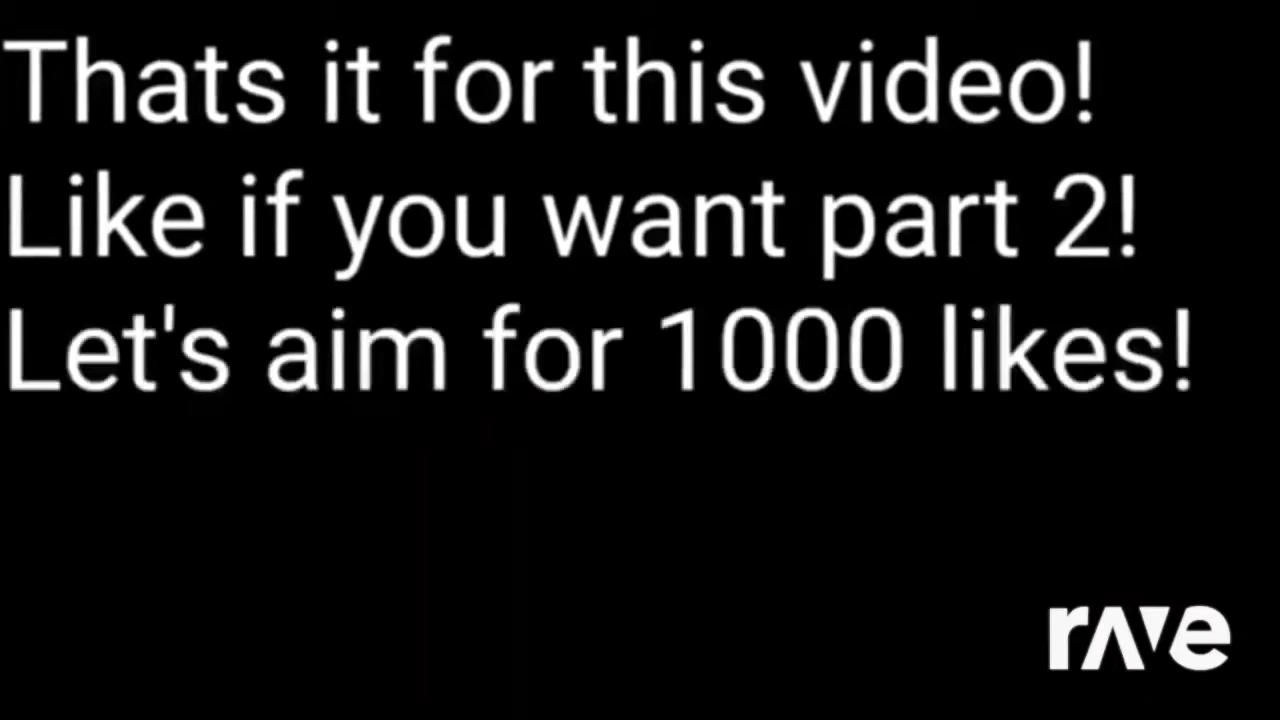 Thats it for this video!
Like if you want part 2!
Let's aim for 1000 likes!
rave